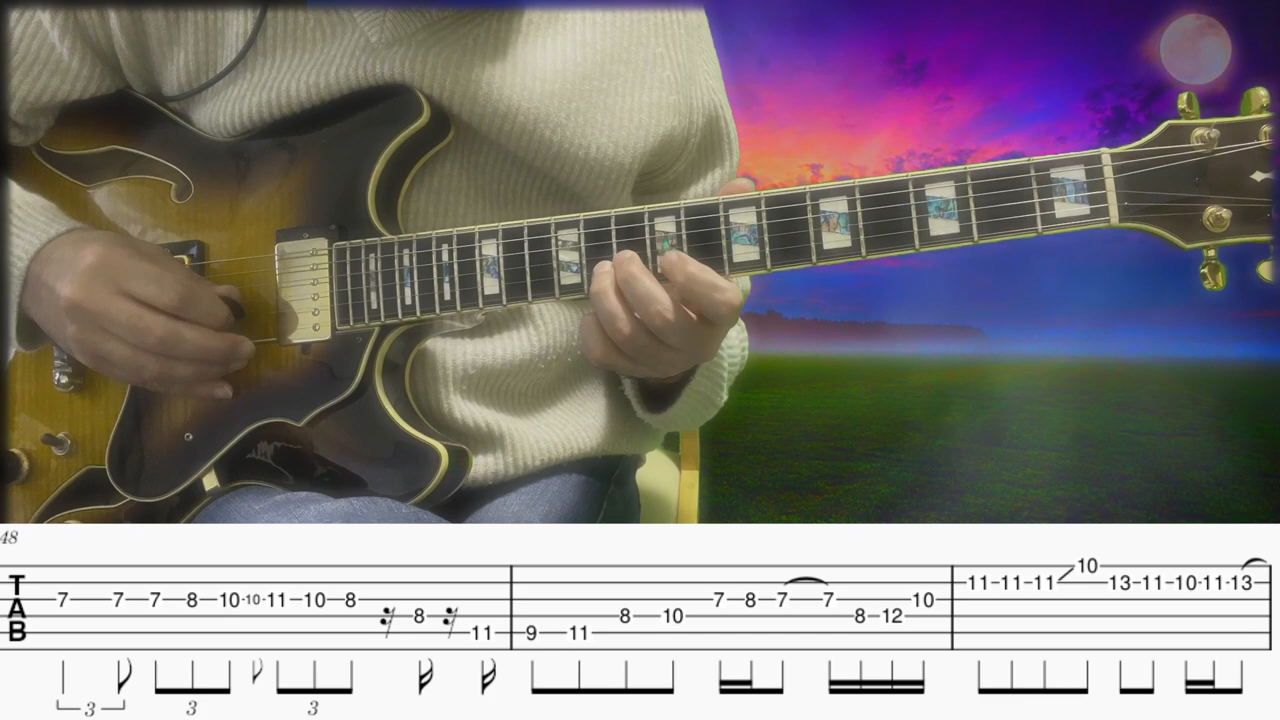 48
10
T 11 11 11 13 11 10 11 13
A 7 7 7 8 10 10 11 10 8 7 8 7 7 10
B 8 8 10 8 12
11 9 11
3 3 3